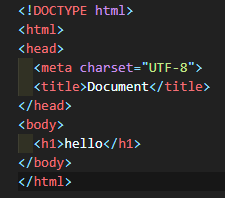 <!DOCTYPE html>
<html>
<head>
  <meta charset="UTF-8">
  <title>Document</title>
</head>
<body>
  <h1>hello</h1>
</body>
</html>